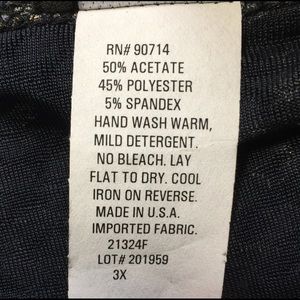 RN# 90714
50% ACETATE
45% POLYESTER
5% SPANDEX
HAND WASH WARM,
MILD DETERGENT.
NO BLEACH. LAY
FLAT TO DRY. COOL
IRON ON REVERSE.
MADE IN U.S.A.
IMPORTED FABRIC.
21324F
LOT# 201959
3X